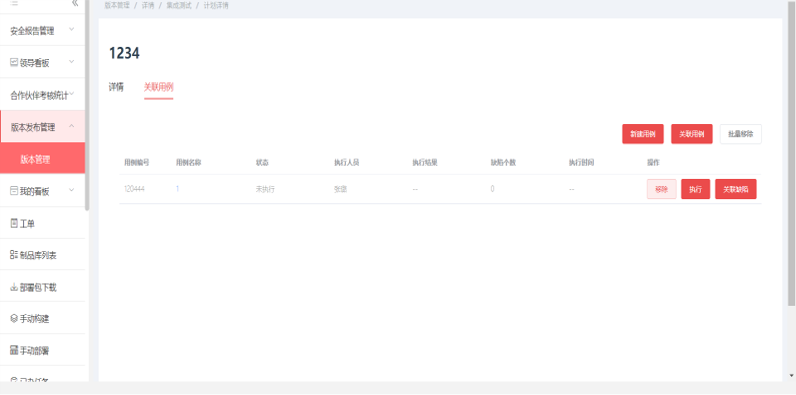 版本管理 / 详情 / 集成测试 / 计划详情
安全报告管理
领导看板
合作伙伴考核统计
版本发布管理
版本管理
我的看板
工单
制品库列表
部署包下载
手动构建
手动部署
已办任务
1234
详情 关联用例
新建用例 关联用例 批量移除
用例编号 用例名称 状态 执行人员 执行结果 缺陷个数 执行时间 操作
120444 1 未执行 -- 0 -- 移除 执行 关联缺陷